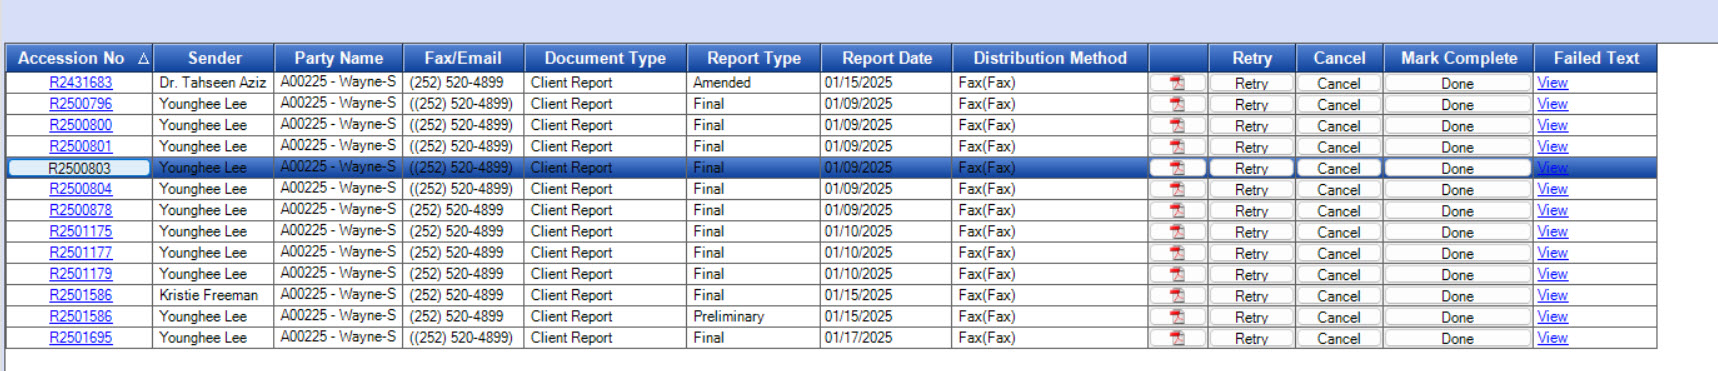 Accession No △ Sender Party Name Fax/Email Document Type Report Type Report Date Distribution Method Retry Cancel Mark Complete Failed Text
R2431683 Dr. Tahseen Aziz A00225 - Wayne-S (252) 520-4899 Client Report Amended 01/15/2025 Fax(Fax) Retry Cancel Done View
R2500796 Younghee Lee A00225 - Wayne-S ((252) 520-4899) Client Report Final 01/09/2025 Fax(Fax) Retry Cancel Done View
R2500800 Younghee Lee A00225 - Wayne-S ((252) 520-4899) Client Report Final 01/09/2025 Fax(Fax) Retry Cancel Done View
R2500801 Younghee Lee A00225 - Wayne-S ((252) 520-4899) Client Report Final 01/09/2025 Fax(Fax) Retry Cancel Done View
R2500803 Younghee Lee A00225 - Wayne-S ((252) 520-4899) Client Report Final 01/09/2025 Fax(Fax) Retry Cancel Done View
R2500804 Younghee Lee A00225 - Wayne-S ((252) 520-4899) Client Report Final 01/09/2025 Fax(Fax) Retry Cancel Done View
R2500878 Younghee Lee A00225 - Wayne-S (252) 520-4899 Client Report Final 01/09/2025 Fax(Fax) Retry Cancel Done View
R2501175 Younghee Lee A00225 - Wayne-S (252) 520-4899 Client Report Final 01/10/2025 Fax(Fax) Retry Cancel Done View
R2501177 Younghee Lee A00225 - Wayne-S (252) 520-4899 Client Report Final 01/10/2025 Fax(Fax) Retry Cancel Done View
R2501179 Younghee Lee A00225 - Wayne-S (252) 520-4899 Client Report Final 01/10/2025 Fax(Fax) Retry Cancel Done View
R2501586 Kristie Freeman A00225 - Wayne-S (252) 520-4899 Client Report Final 01/15/2025 Fax(Fax) Retry Cancel Done View
R2501586 Younghee Lee A00225 - Wayne-S (252) 520-4899 Client Report Preliminary 01/15/2025 Fax(Fax) Retry Cancel Done View
R2501695 Younghee Lee A00225 - Wayne-S ((252) 520-4899) Client Report Final 01/17/2025 Fax(Fax) Retry Cancel Done View